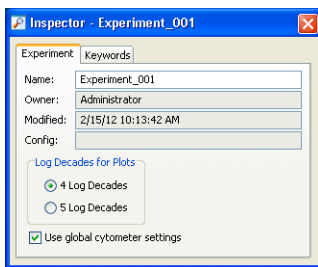 Inspector - Experiment_001
Experiment Keywords
Name: Experiment_001
Owner: Administrator
Modified: 2/15/12 10:13:42 AM
Config:
Log Decades for Plots
4 Log Decades
5 Log Decades
Use global cytometer settings